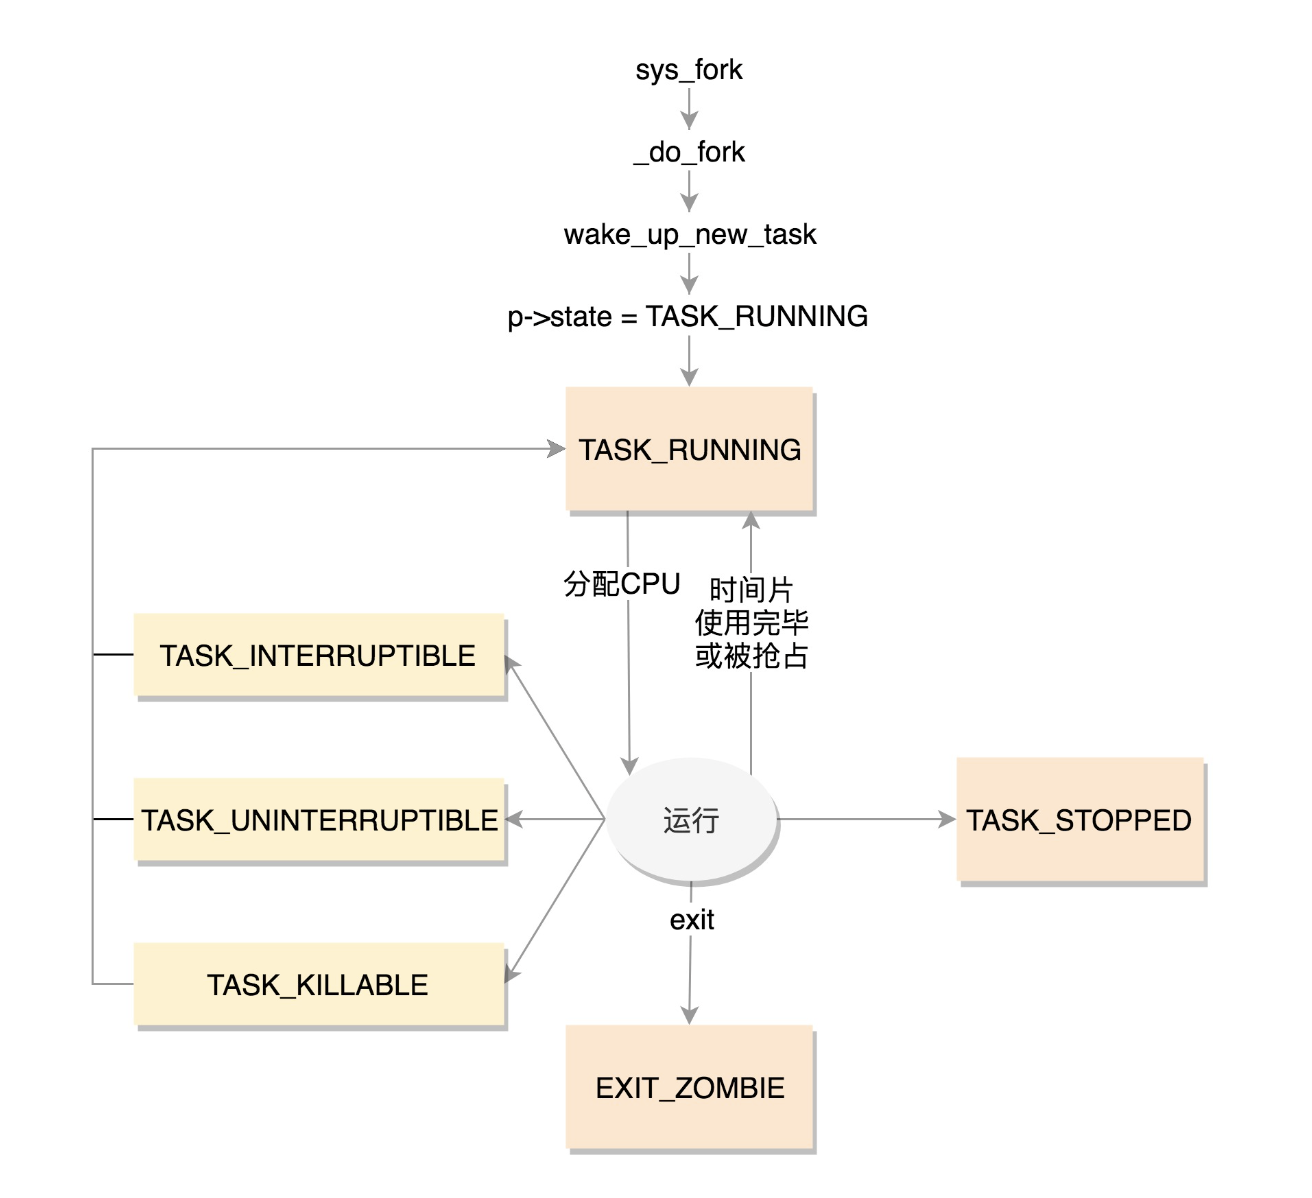 sys_fork
_do_fork
wake_up_new_task
p->state = TASK_RUNNING
TASK_RUNNING
分配CPU
时间片
使用完毕
或被抢占
TASK_INTERRUPTIBLE
TASK_UNINTERRUPTIBLE
运行
TASK_STOPPED
exit
TASK_KILLABLE
EXIT_ZOMBIE